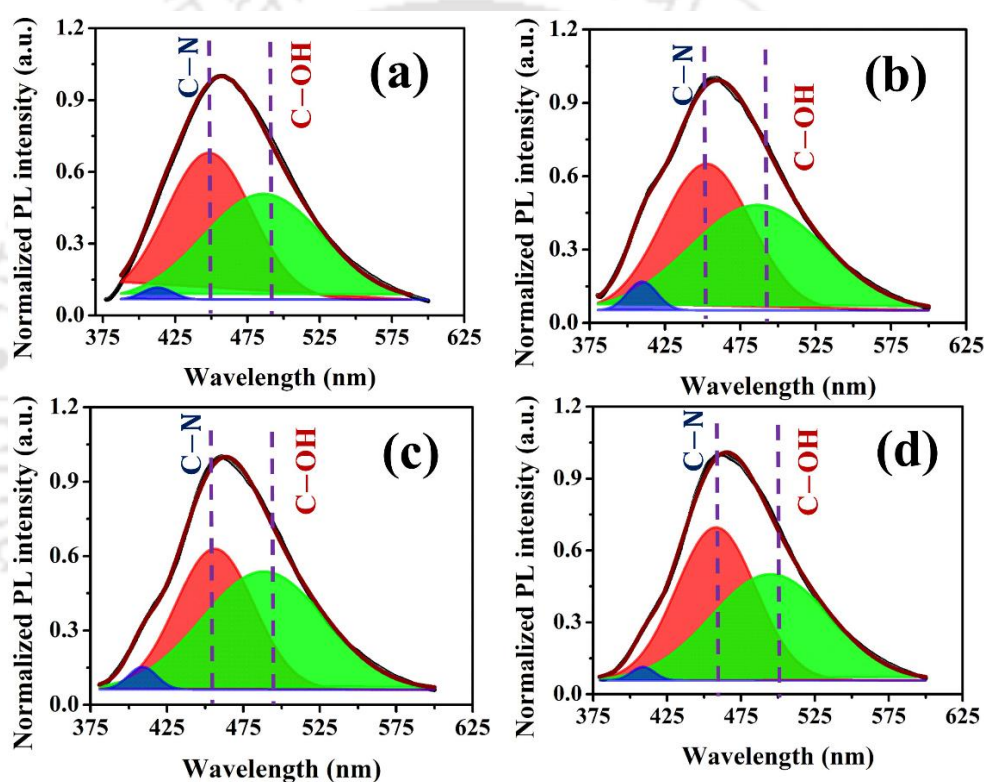 (a)
C–N
C–OH
Normalized PL intensity (a.u.)
1.2
0.9
0.6
0.3
0.0
375 425 475 525 575 625
Wavelength (nm)
(b)
C–N
C–OH
Normalized PL intensity (a.u.)
1.2
0.9
0.6
0.3
0.0
375 425 475 525 575 625
Wavelength (nm)
(c)
C–N
C–OH
Normalized PL intensity (a.u.)
1.2
0.9
0.6
0.3
0.0
375 425 475 525 575 625
Wavelength (nm)
(d)
C–N
C–OH
Normalized PL intensity (a.u.)
1.2
0.9
0.6
0.3
0.0
375 425 475 525 575 625
Wavelength (nm)